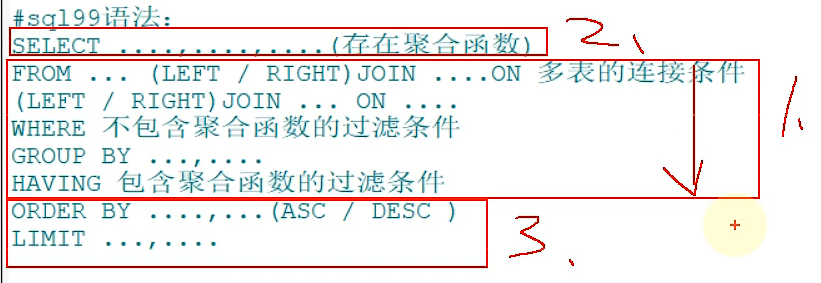 #sql99语法：
SELECT ....,....,....(存在聚合函数)
2、
FROM ... (LEFT / RIGHT)JOIN ....ON 多表的连接条件
(LEFT / RIGHT)JOIN ... ON ....
1、
WHERE 不包含聚合函数的过滤条件
GROUP BY ...,....
HAVING 包含聚合函数的过滤条件
ORDER BY ....,...(ASC / DESC )
LIMIT ...,....
3、